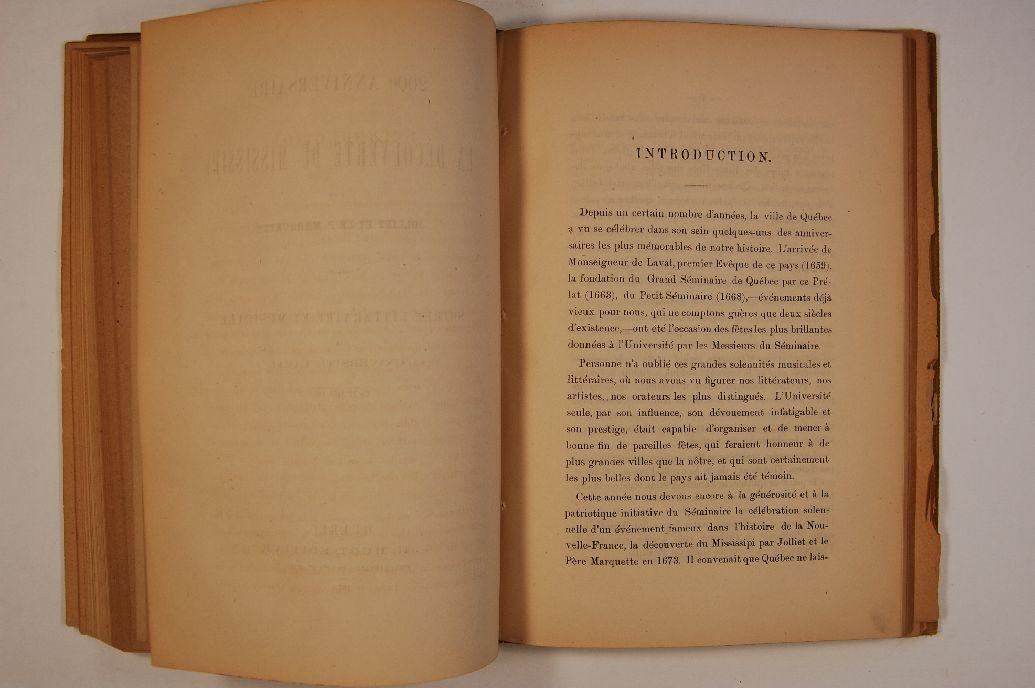 INTRODUCTION.
Depuis un certain nombre d'années, la ville de Québec
a vu se célébrer dans son sein quelques-uns des anniver-
saires les plus mémorables de notre histoire. L'arrivée de
Monseigneur de Laval, premier Evêque de ce pays (1659),
la fondation du Grand Séminaire de Québec par ce Pré-
lat (1663), du Petit Séminaire (1668),—événements déjà
vieux pour nous, qui ne comptons guères que deux siècles
d'existence,—ont été l'occasion des fêtes les plus brillantes
données à l'Université par les Messieurs du Séminaire.
Personne n'a oublié ces grandes solennités musicales et
littéraires, où nous avons vu figurer nos littérateurs, nos
artistes, nos orateurs les plus distingués. L'Université
seule, par son influence, son dévouement infatigable et
son prestige, était capable d'organiser et de mener à
bonne fin de pareilles fêtes, qui feraient honneur à de
plus grandes villes que la nôtre, et qui sont certainement
les plus belles dont le pays ait jamais été témoin.
Cette année nous devons encore à la générosité et à la
patriotique initiative du Séminaire la célébration solen-
nelle d'un événement fameux dans l'histoire de la Nou-
velle-France, la découverte du Mississipi par Jolliet et le
Père Marquette en 1673. Il convenait que Québec ne lais-